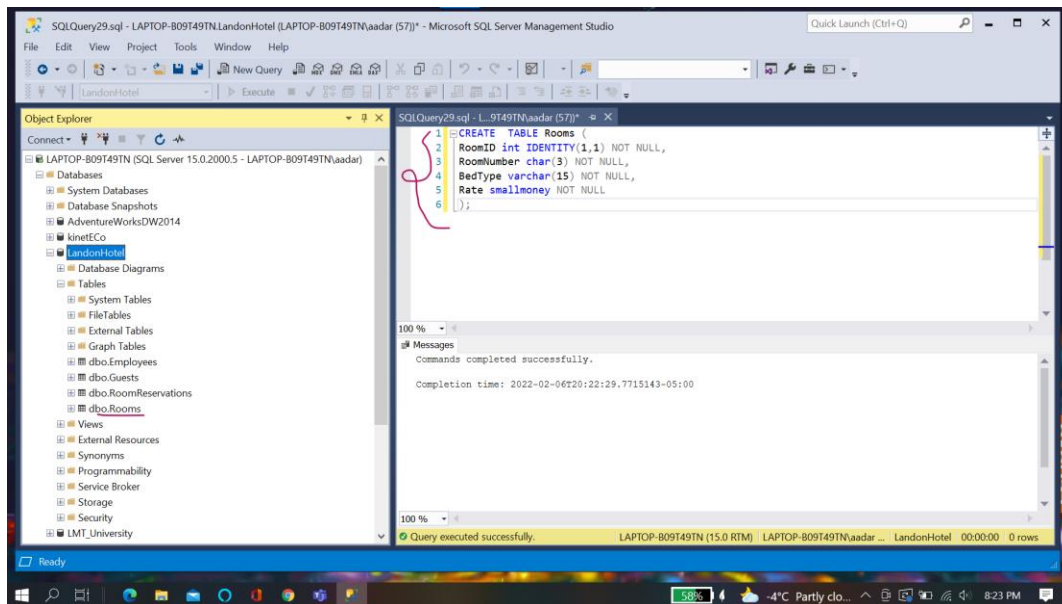 SQLQuery29.sql - LAPTOP-B09T49TN.LandonHotel (LAPTOP-B09T49TN\aadar (57))* - Microsoft SQL Server Management Studio
Quick Launch (Ctrl+Q)
File Edit View Project Tools Window Help
New Query
LandonHotel
Execute
Object Explorer
SQLQuery29.sql - L...9T49TN\aadar (57))*
Connect
LAPTOP-B09T49TN (SQL Server 15.0.2000.5 - LAPTOP-B09T49TN\aadar)
Databases
System Databases
Database Snapshots
AdventureWorksDW2014
kinetECo
LandonHotel
Database Diagrams
Tables
System Tables
FileTables
External Tables
Graph Tables
dbo.Employees
dbo.Guests
dbo.RoomReservations
dbo.Rooms
Views
External Resources
Synonyms
Programmability
Service Broker
Storage
Security
LMT_University
1 CREATE TABLE Rooms (
2 RoomID int IDENTITY(1,1) NOT NULL,
3 RoomNumber char(3) NOT NULL,
4 BedType varchar(15) NOT NULL,
5 Rate smallmoney NOT NULL
6 );
100 %
Messages
Commands completed successfully.
Completion time: 2022-02-06T20:22:29.7715143-05:00
100 %
Query executed successfully.
LAPTOP-B09T49TN (15.0 RTM)
LAPTOP-B09T49TN\aadar ...
LandonHotel
00:00:00
0 rows
Ready
58%
-4°C Partly clo...
8:23 PM